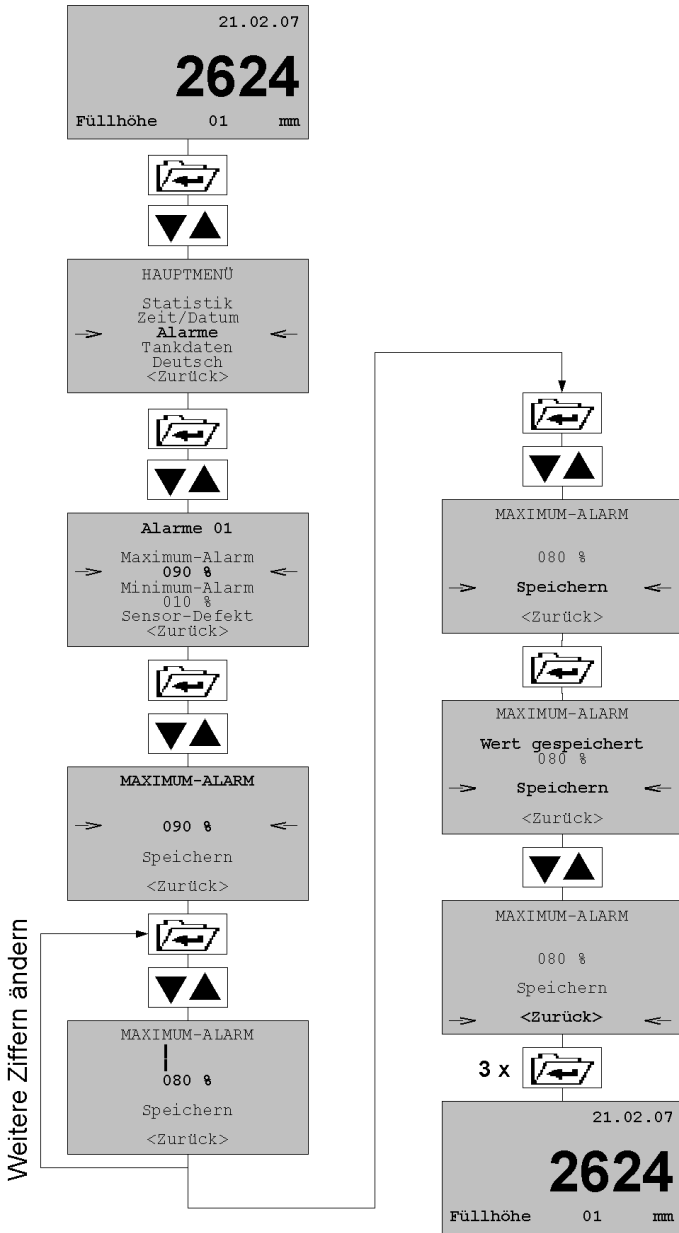 21.02.07
2624
Füllhöhe 01 mm
HAUPTMENÜ
Statistik
Zeit/Datum
Alarme
Tankdaten
Deutsch
<Zurück>
Alarme 01
Maximum-Alarm
090 %
Minimum-Alarm
010 %
Sensor-Defekt
<Zurück>
MAXIMUM-ALARM
090 %
Speichern
<Zurück>
Weitere Ziffern ändern
MAXIMUM-ALARM
080 %
Speichern
<Zurück>
MAXIMUM-ALARM
080 %
Speichern
<Zurück>
MAXIMUM-ALARM
Wert gespeichert
080 %
Speichern
<Zurück>
MAXIMUM-ALARM
080 %
Speichern
<Zurück>
3 x
21.02.07
2624
Füllhöhe 01 mm